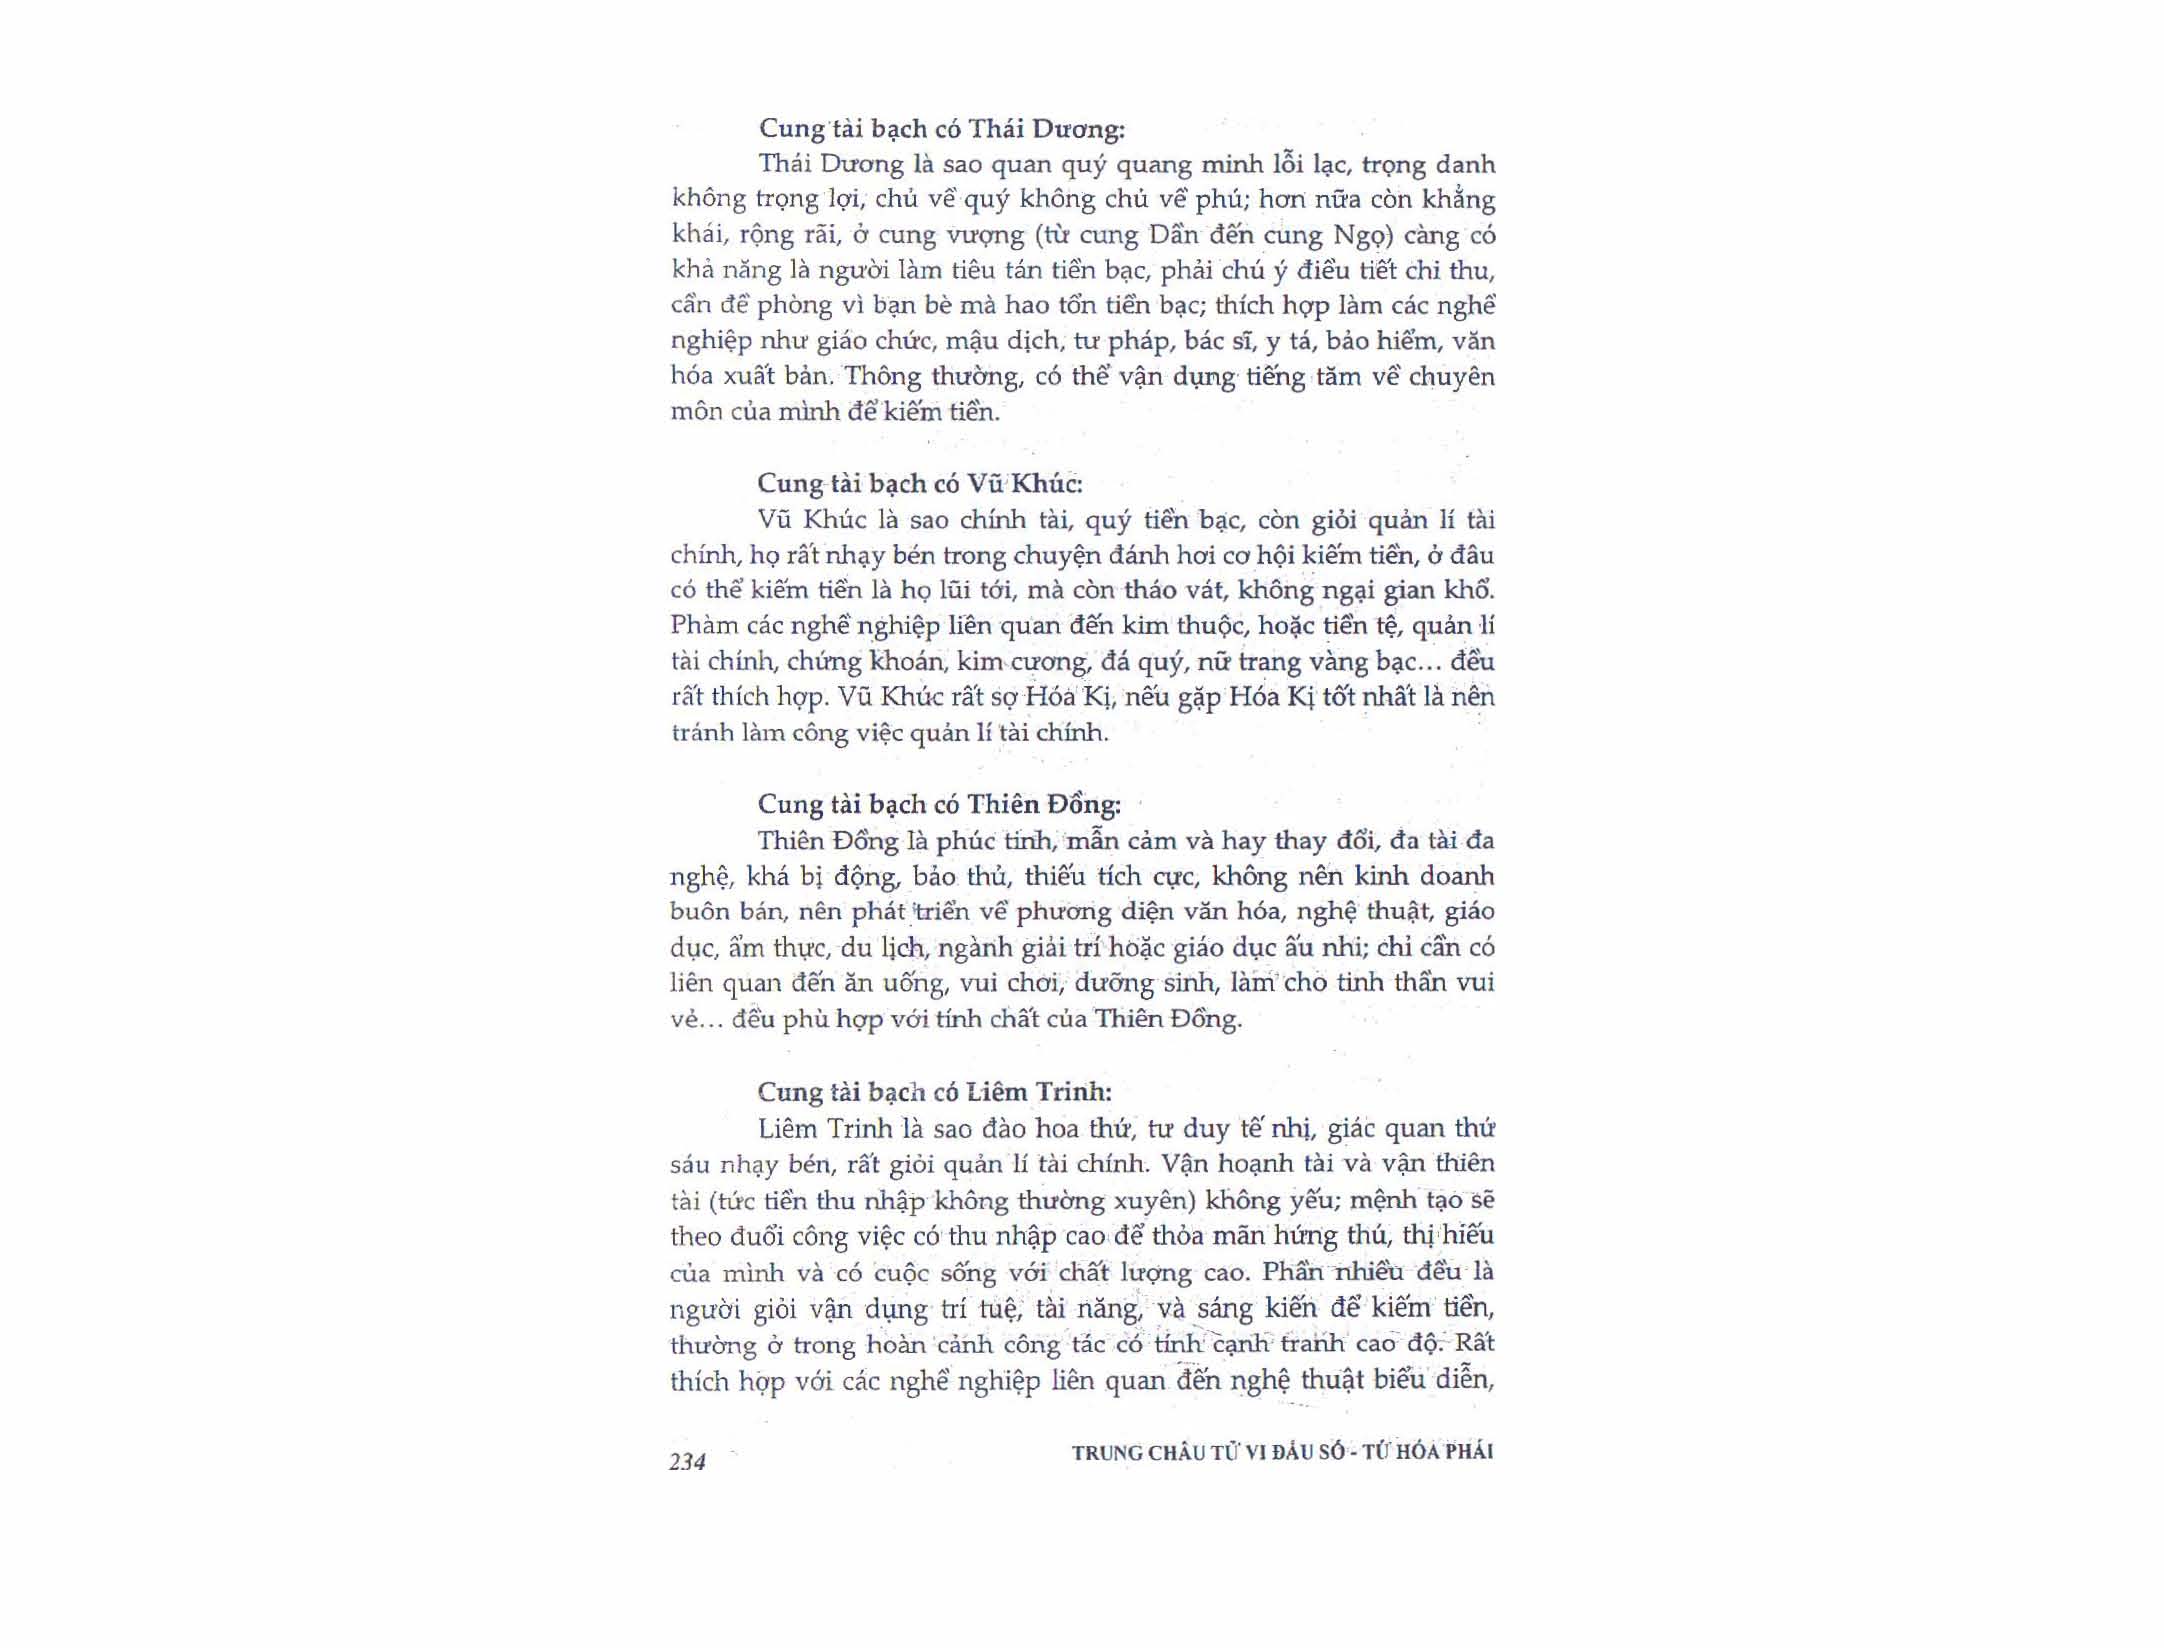 Cung tài bạch có Thái Dương:
Thái Dương là sao quan quý quang minh lỗi lạc, trọng danh
không trọng lợi, chủ về quý không chủ về phú; hơn nữa còn khẳng
khái, rộng rãi, ở cung vượng (từ cung Dần đến cung Ngọ) càng có
khả năng là người làm tiêu tán tiền bạc, phải chú ý điều tiết chi thu,
cần đề phòng vì bạn bè mà hao tổn tiền bạc; thích hợp làm các nghề
nghiệp như giáo chức, mậu dịch, tư pháp, bác sĩ, y tá, bảo hiểm, văn
hóa xuất bản. Thông thường, có thể vận dụng tiếng tăm về chuyên
môn của mình để kiếm tiền.
Cung tài bạch có Vũ Khúc:
Vũ Khúc là sao chính tài, quý tiền bạc, còn giỏi quản lí tài
chính, họ rất nhạy bén trong chuyện đánh hơi cơ hội kiếm tiền, ở đâu
có thể kiếm tiền là họ lũi tới, mà còn tháo vát, không ngại gian khổ.
Phàm các nghề nghiệp liên quan đến kim thuộc, hoặc tiền tệ, quản lí
tài chính, chứng khoán, kim cương, đá quý, nữ trang vàng bạc... đều
rất thích hợp. Vũ Khúc rất sợ Hóa Kị, nếu gặp Hóa Kị tốt nhất là nên
tránh làm công việc quản lí tài chính.
Cung tài bạch có Thiên Đồng:
Thiên Đồng là phúc tinh, mẫn cảm và hay thay đổi, đa tài đa
nghệ, khá bị động, bảo thủ, thiếu tích cực, không nên kinh doanh
buôn bán, nên phát triển về phương diện văn hóa, nghệ thuật, giáo
dục, ẩm thực, du lịch, ngành giải trí hoặc giáo dục ấu nhi; chỉ cần có
liên quan đến ăn uống, vui chơi, dưỡng sinh, làm cho tinh thần vui
vẻ... đều phù hợp với tính chất của Thiên Đồng.
Cung tài bạch có Liêm Trinh:
Liêm Trinh là sao đào hoa thứ, tư duy tế nhị, giác quan thứ
sáu nhạy bén, rất giỏi quản lí tài chính. Vận hoạnh tài và vận thiên
tài (tức tiền thu nhập không thường xuyên) không yếu; mệnh tạo sẽ
theo đuổi công việc có thu nhập cao để thỏa mãn hứng thú, thị hiếu
của mình và có cuộc sống với chất lượng cao. Phần nhiều đều là
người giỏi vận dụng trí tuệ, tài năng, và sáng kiến để kiếm tiền,
thường ở trong hoàn cảnh công tác có tính cạnh tranh cao độ. Rất
thích hợp với các nghề nghiệp liên quan đến nghệ thuật biểu diễn,
234
TRUNG CHÂU TỬ VI ĐẨU SỐ - TỨ HÓA PHÁI